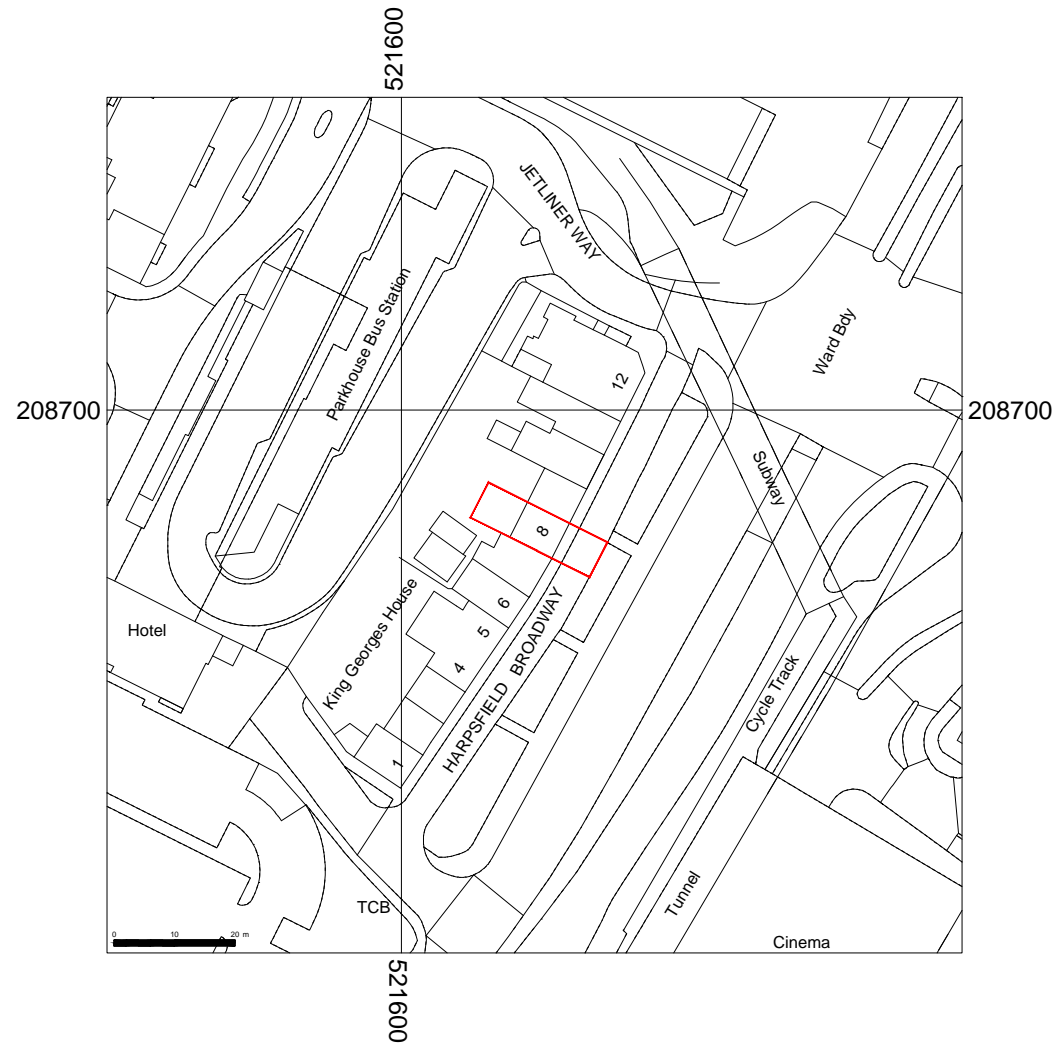 521600
JETLINER WAY
Parkhouse Bus Station
Ward Bdy
12
208700
208700
Subway
8
King Georges House
6
5
4
HARPSFIELD BROADWAY
Hotel
Cycle Track
1
Tunnel
TCB
0 10 20 m
Cinema
521600